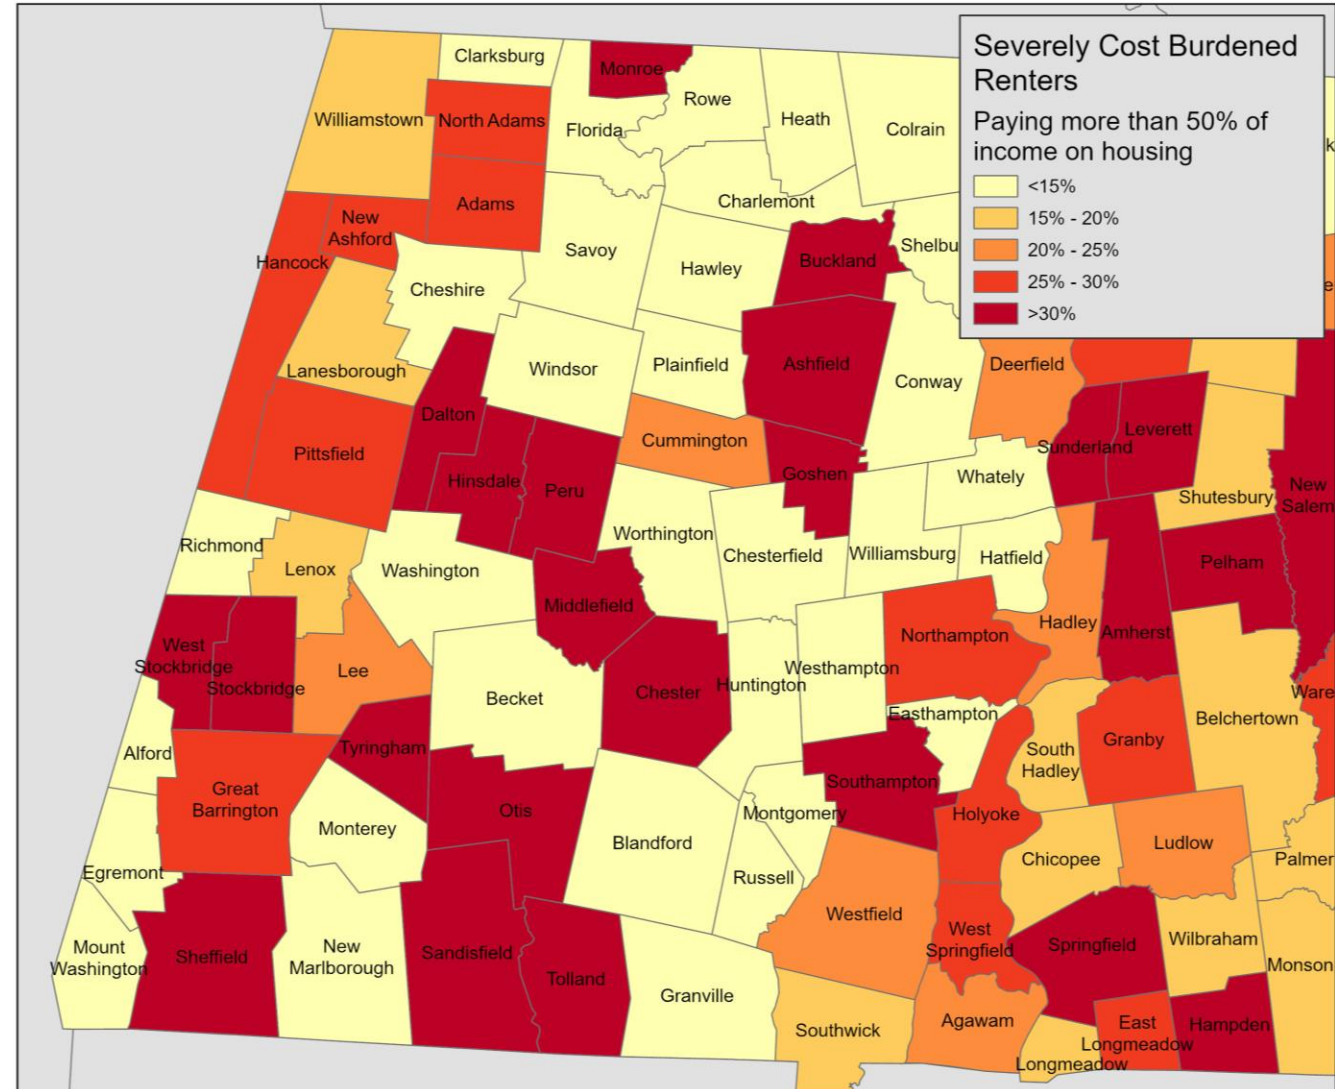 Severely Cost Burdened
Renters
Paying more than 50% of
income on housing
<15%
15% - 20%
20% - 25%
25% - 30%
>30%
Clarksburg
Monroe
Rowe
Williamstown
North Adams
Florida
Heath
Colrain
k
Adams
Charlemont
New
Ashford
Hancock
Savoy
Hawley
Buckland
Shelbu
Cheshire
e
Lanesborough
Windsor
Plainfield
Ashfield
Conway
Deerfield
Dalton
Cummington
Leverett
Sunderland
Pittsfield
Hinsdale
Peru
Goshen
Whately
Shutesbury
New
Salem
Richmond
Lenox
Washington
Worthington
Chesterfield
Williamsburg
Hatfield
Pelham
Middlefield
Northampton
Hadley
Amherst
West
Stockbridge
Stockbridge
Lee
Becket
Chester
Huntington
Westhampton
Ware
Easthampton
Belchertown
Alford
Tyringham
South
Hadley
Granby
Great
Barrington
Otis
Southampton
Montgomery
Holyoke
Monterey
Blandford
Ludlow
Egremont
Russell
Chicopee
Palmer
Westfield
Mount
Washington
Sheffield
New
Marlborough
Sandisfield
Tolland
West
Springfield
Springfield
Wilbraham
Monson
Granville
Southwick
Agawam
East
Longmeadow
Hampden
Longmeadow